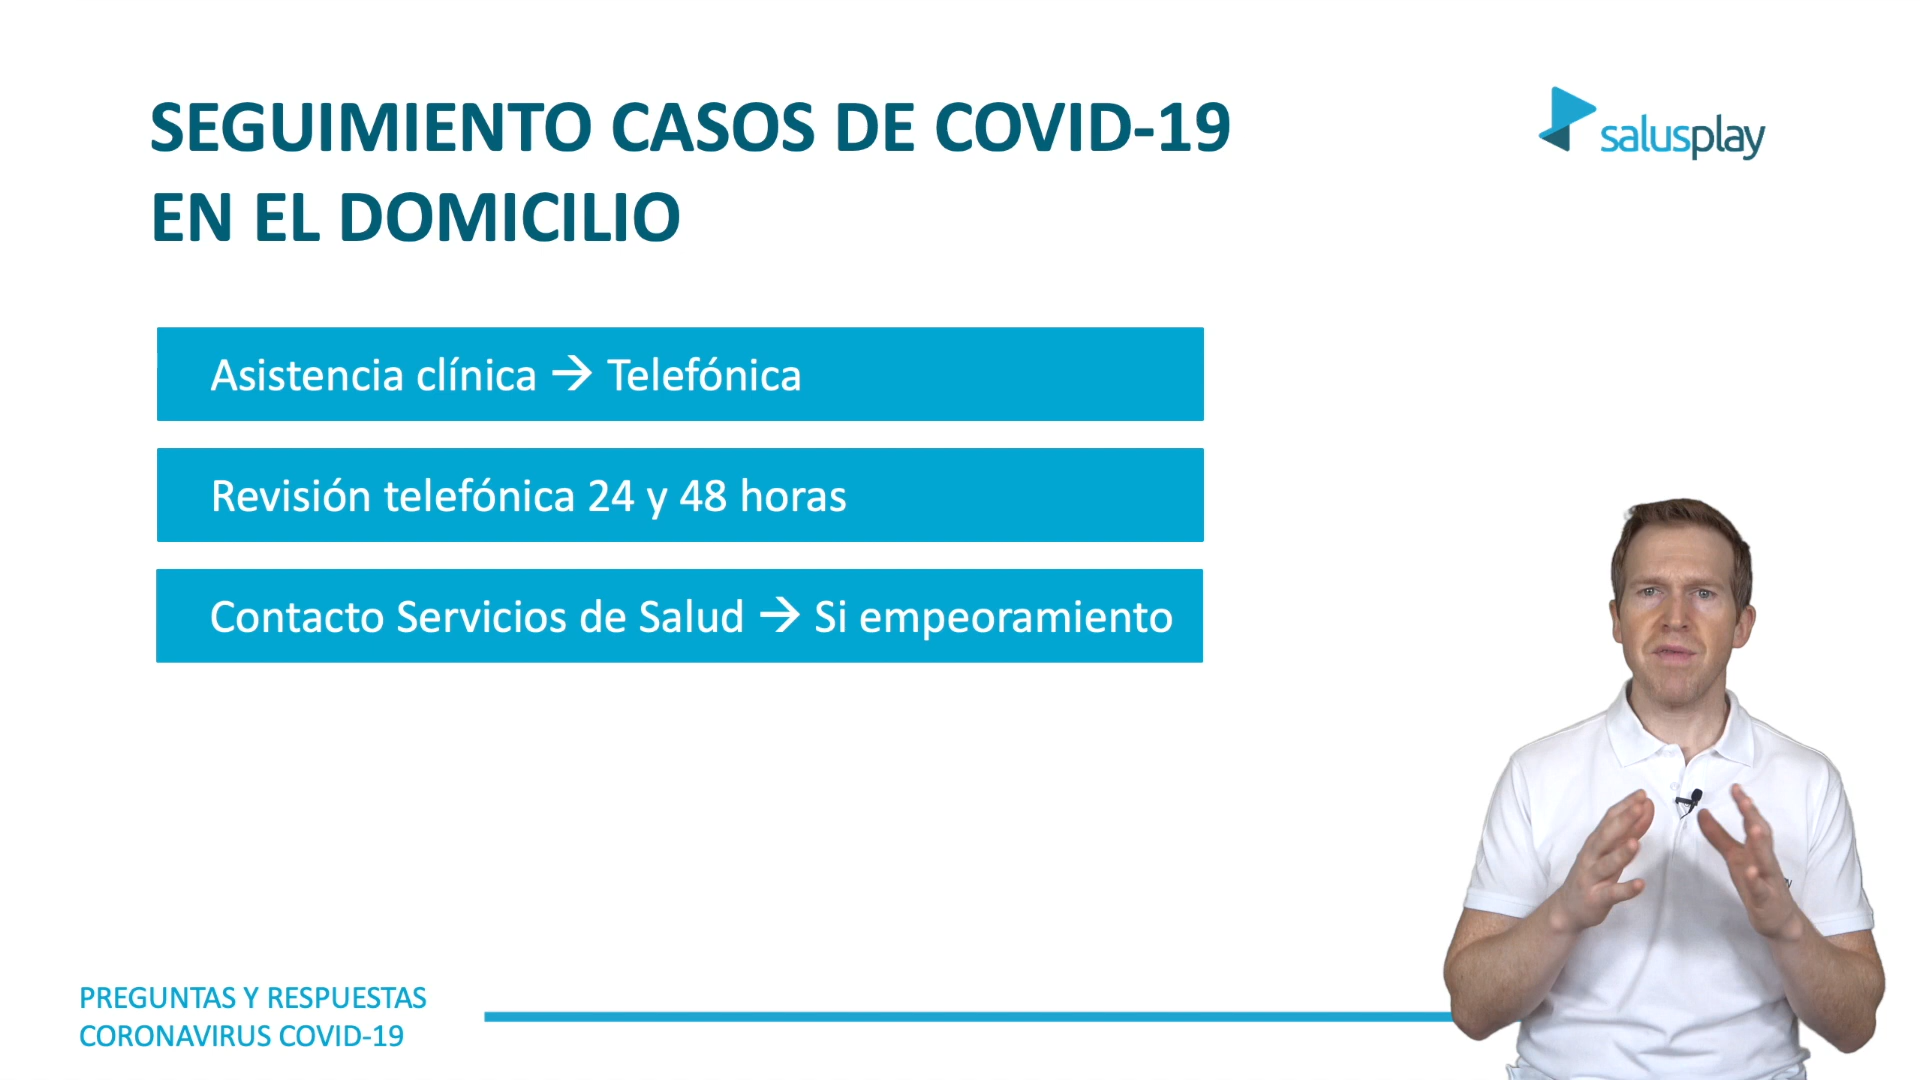 SEGUIMIENTO CASOS DE COVID-19
EN EL DOMICILIO
salusplay
Asistencia clínica → Telefónica
Revisión telefónica 24 y 48 horas
Contacto Servicios de Salud → Si empeoramiento
PREGUNTAS Y RESPUESTAS
CORONAVIRUS COVID-19